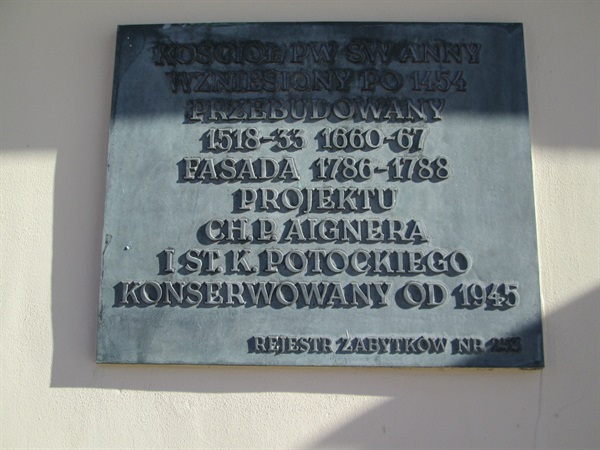 KOŚCIÓŁ P.W. ŚW. ANNY
WZNIESIONY PO 1454
PRZEBUDOWANY
1518-33 1660-67
FASADA 1786-1788
PROJEKTU
CH. P. AIGNERA
I ST. K. POTOCKIEGO
KONSERWOWANY OD 1945
REJESTR ZABYTKÓW NR